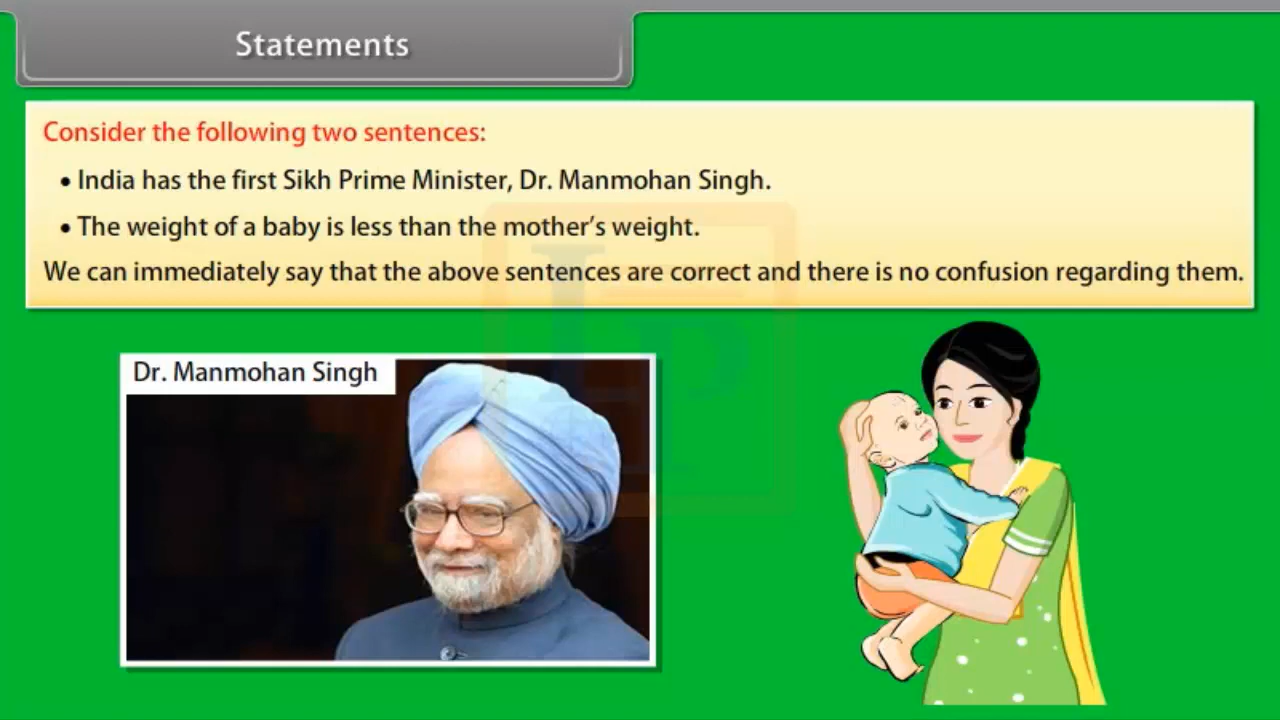 Statements
Consider the following two sentences:
• India has the first Sikh Prime Minister, Dr. Manmohan Singh.
• The weight of a baby is less than the mother’s weight.
We can immediately say that the above sentences are correct and there is no confusion regarding them.
Dr. Manmohan Singh